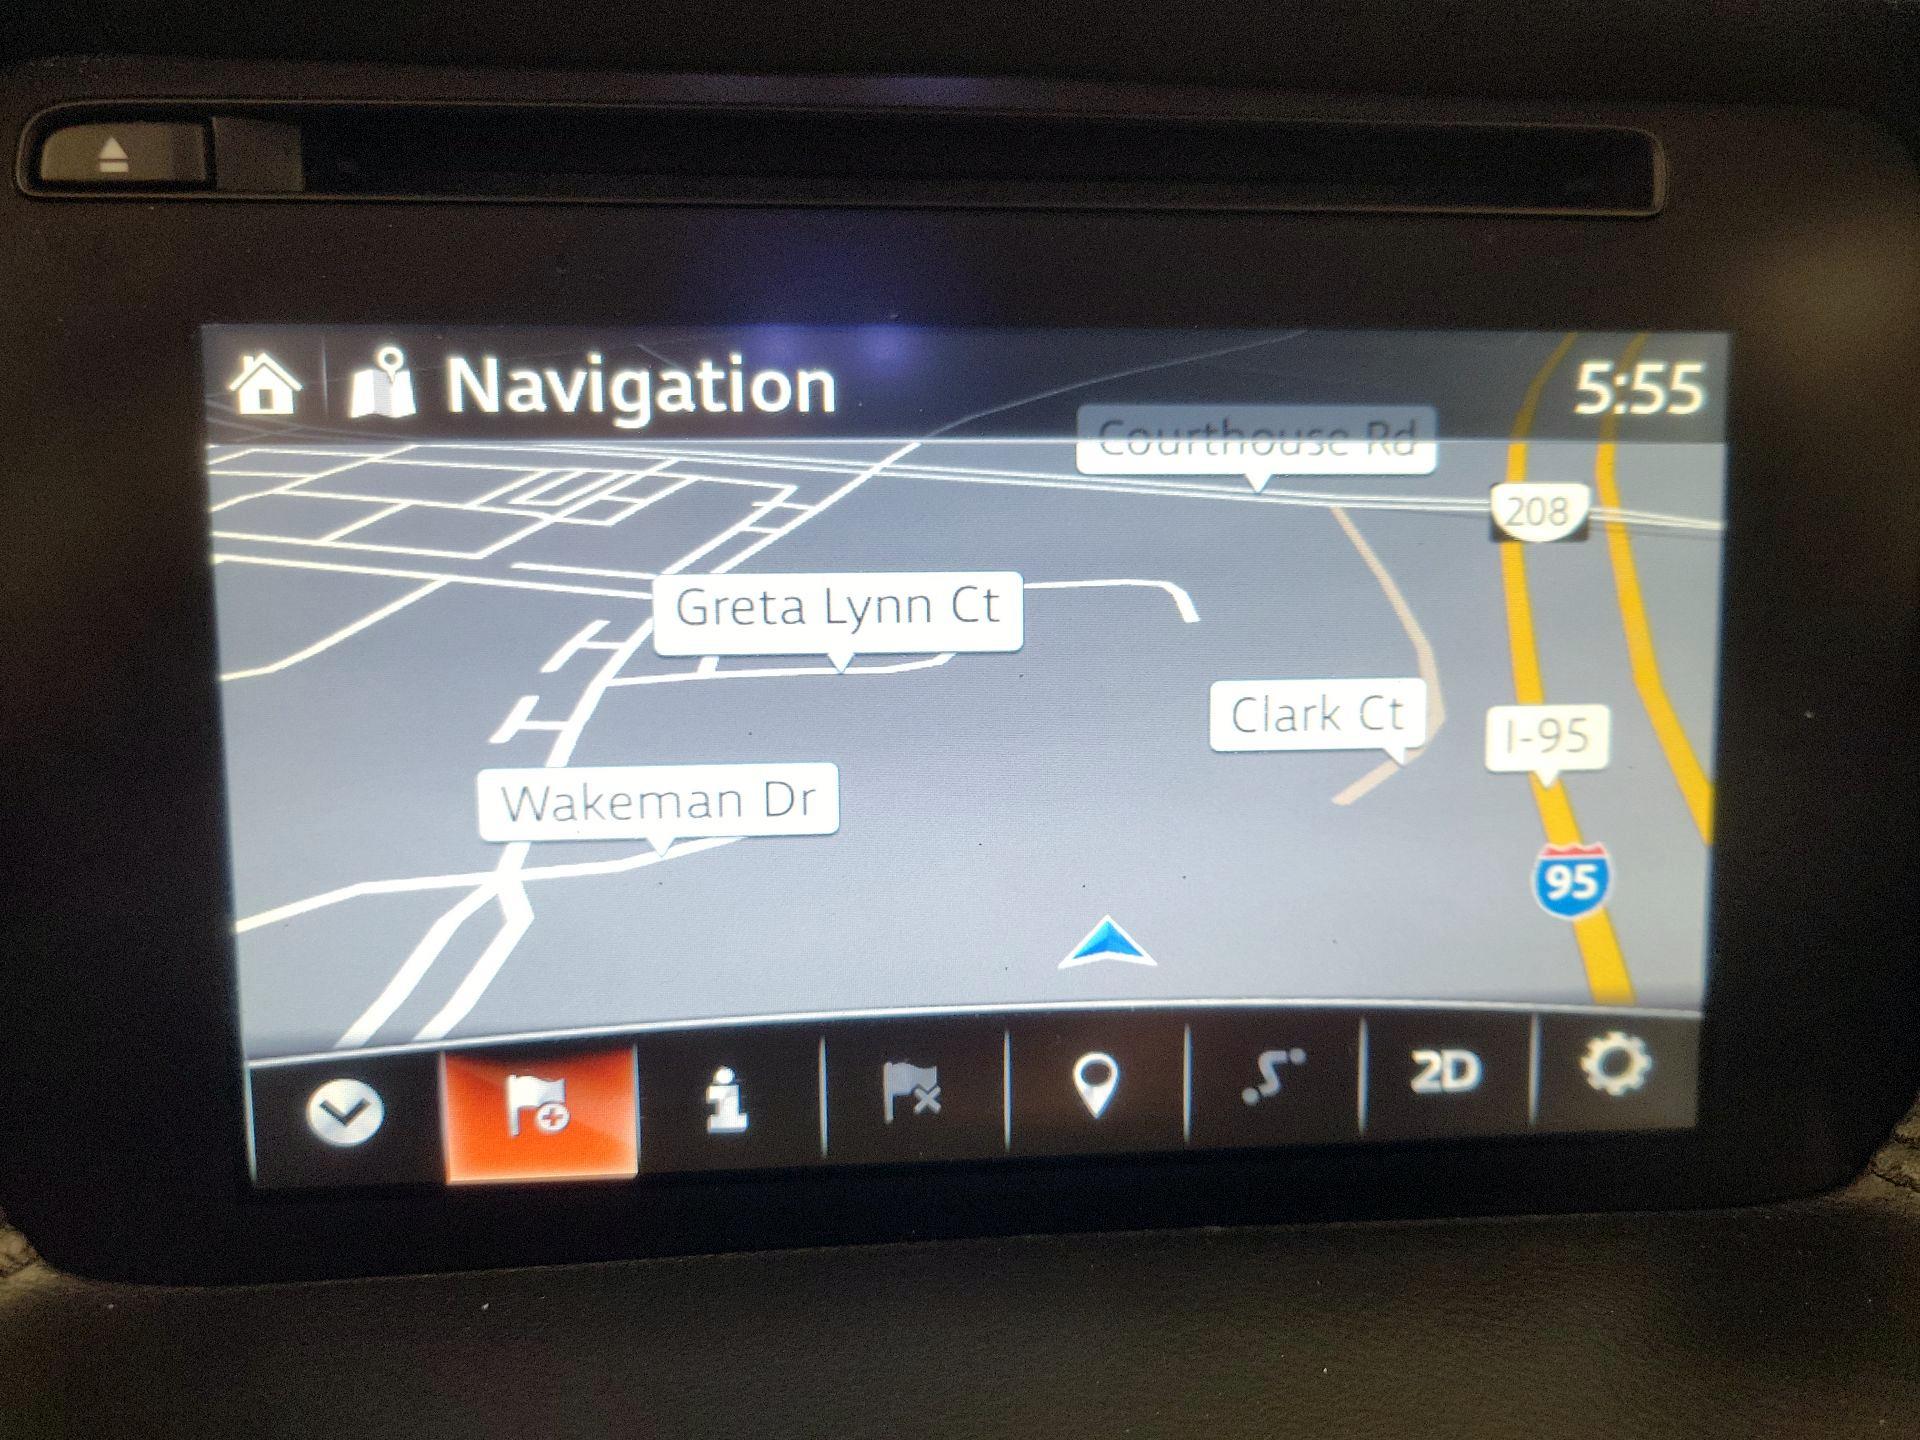 Navigation
5:55
Courthouse Rd
208
Greta Lynn Ct
Clark Ct
I-95
Wakeman Dr
95
2D